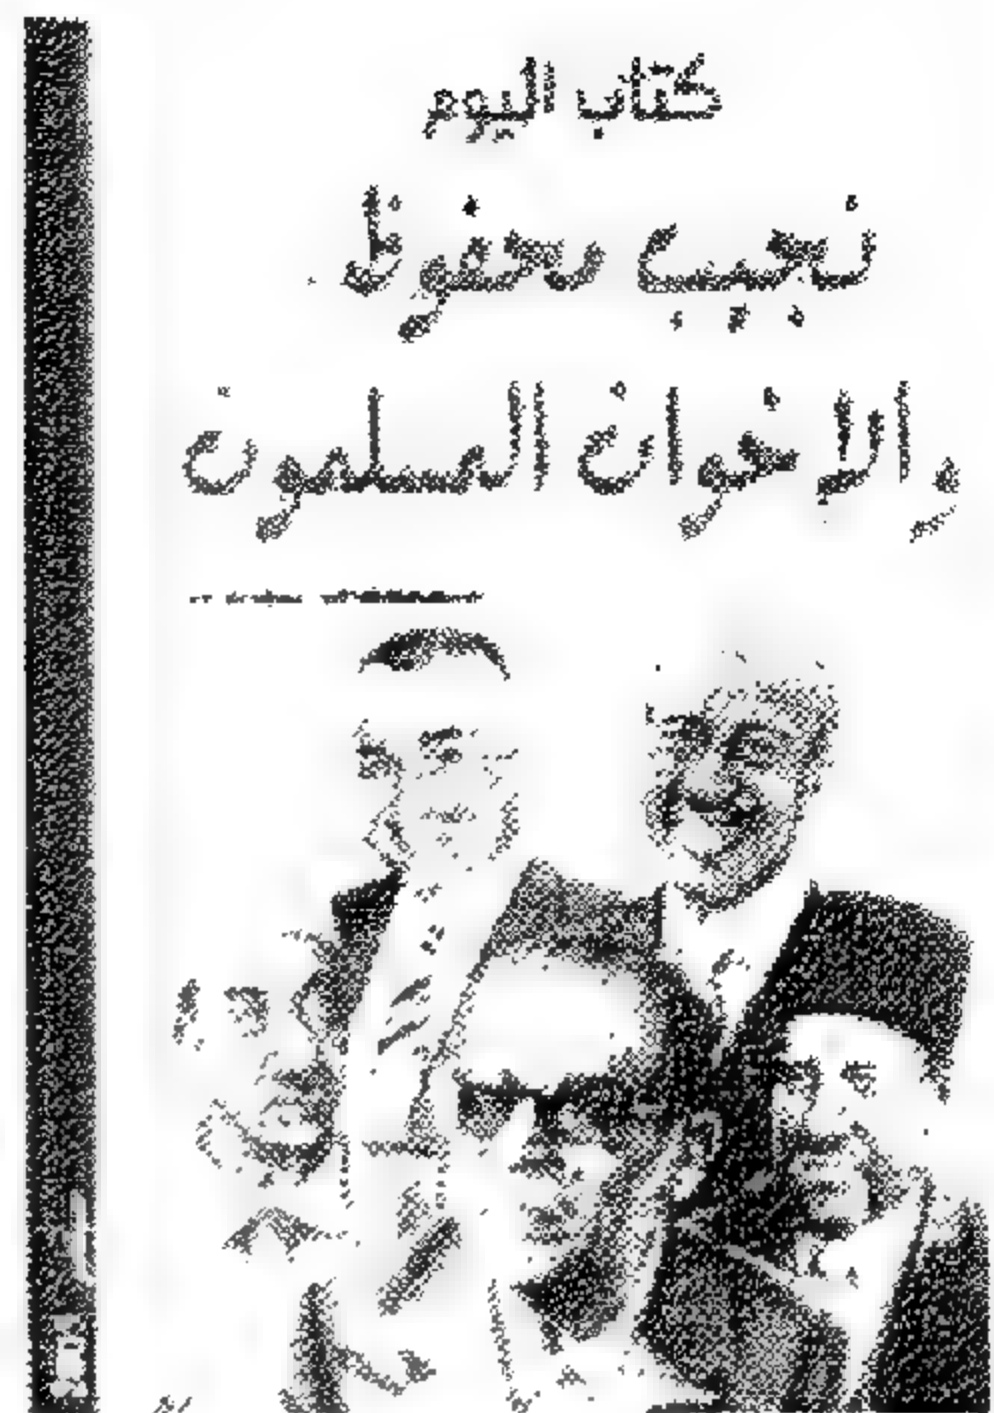 كتاب اليوم
نجيب محفوظ
والإخوان المسلمون